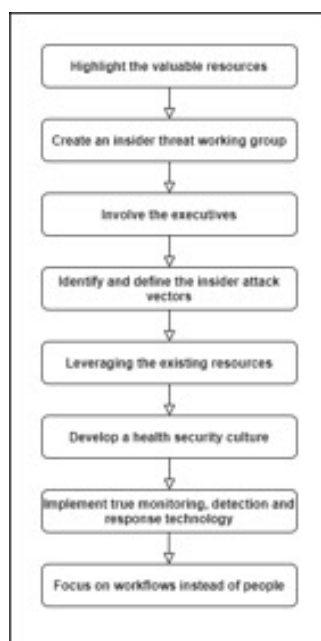 Highlight the valuable resources
Create an insider threat working group
Involve the executives
Identify and define the insider attack
vectors
Leveraging the existing resources
Develop a health security culture
Implement true monitoring, detection and
response technology
Focus on workflows instead of people